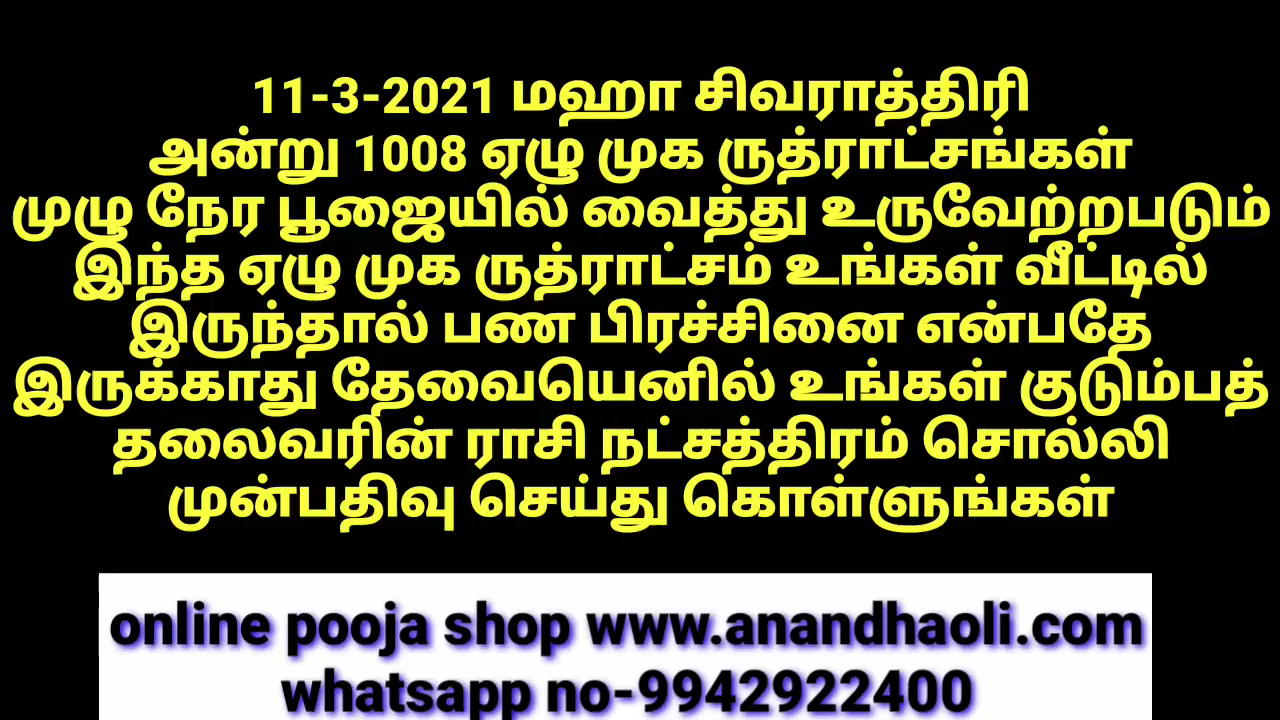 11-3-2021 மஹா சிவராத்திரி
அன்று 1008 ஏழு முக ருத்ராட்சங்கள்
முழு நேர பூஜையில் வைத்து உருவேற்றபடும்
இந்த ஏழு முக ருத்ராட்சம் உங்கள் வீட்டில்
இருந்தால் பண பிரச்சினை என்பதே
இருக்காது தேவையெனில் உங்கள் குடும்பத்
தலைவரின் ராசி நட்சத்திரம் சொல்லி
முன்பதிவு செய்து கொள்ளுங்கள்
online pooja shop www.anandhaoli.com
whatsapp no-9942922400